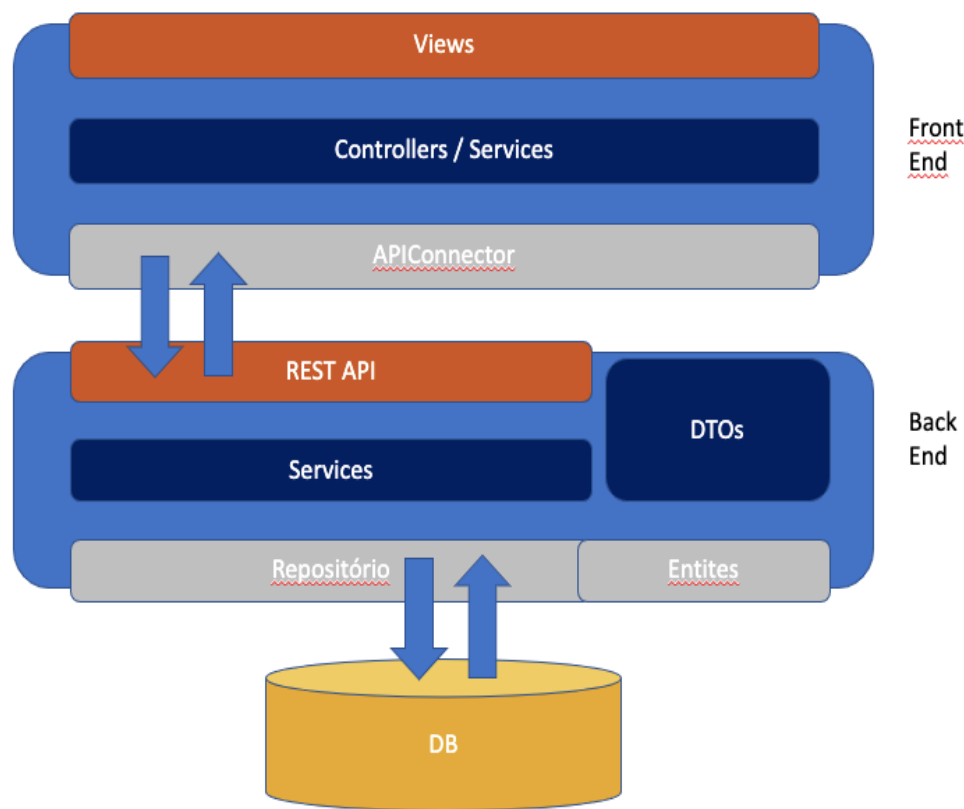 Views
Controllers / Services
Front
End
APIConnector
REST API
DTOs
Back
End
Services
Repositório
Entites
DB